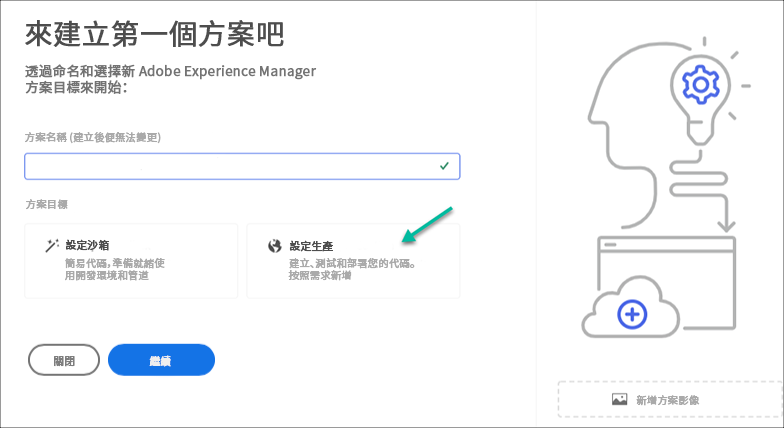 來建立第一個方案吧
透過命名和選擇新 Adobe Experience Manager
方案目標來開始：
方案名稱 (建立後便無法變更)
方案目標
設定沙箱
簡易代碼，準備就緒使
用開發環境和管道
設定生產
建立、測試和部署您的代碼。
按照需求新增
關閉
繼續
新增方案影像